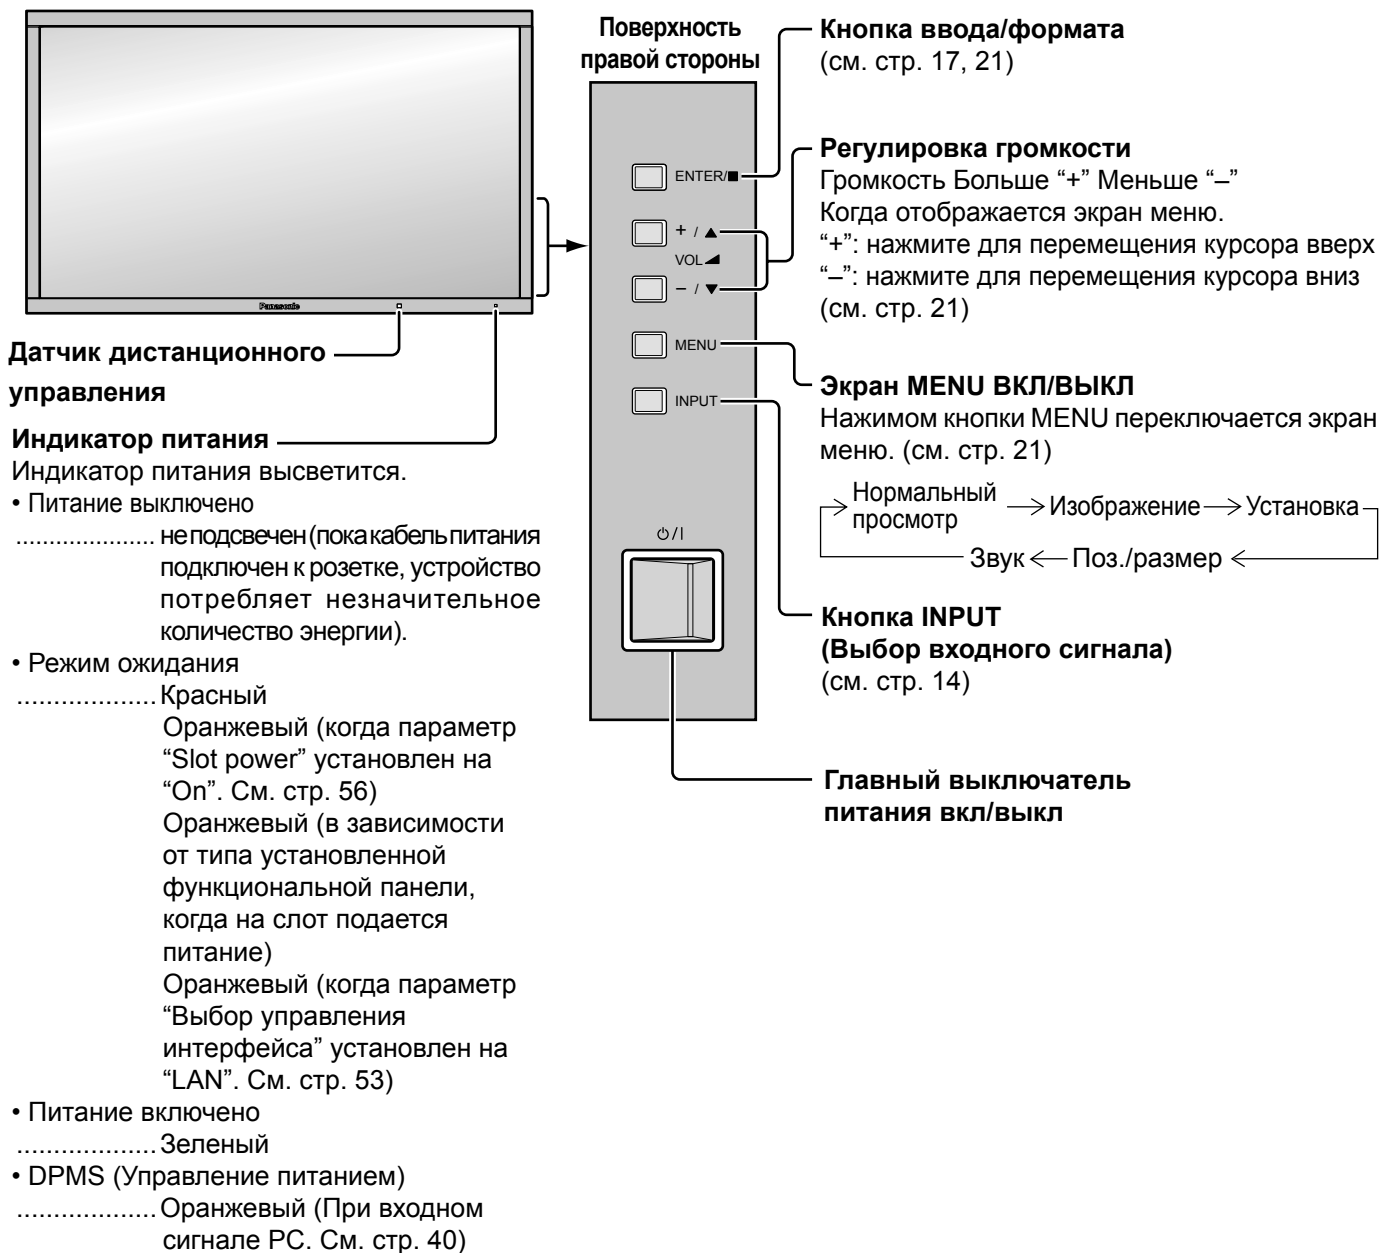 Panasonic
Датчик дистанционного
управления
Индикатор питания
Индикатор питания высветится.
• Питание выключено
..................... не подсвечен (пока кабель питания
подключен к розетке, устройство
потребляет незначительное
количество энергии).
• Режим ожидания
................... Красный
Оранжевый (когда параметр
“Slot power” установлен на
“On”. См. стр. 56)
Оранжевый (в зависимости
от типа установленной
функциональной панели,
когда на слот подается
питание)
Оранжевый (когда параметр
“Выбор управления
интерфейса” установлен на
“LAN”. См. стр. 53)
• Питание включено
................... Зеленый
• DPMS (Управление питанием)
................... Оранжевый (При входном
сигнале PC. См. стр. 40)
Поверхность
правой стороны
ENTER/■
+ / ▲
VOL
– / ▼
MENU
INPUT
⏻/I
Кнопка ввода/формата
(см. стр. 17, 21)
Регулировка громкости
Громкость Больше “+” Меньше “–”
Когда отображается экран меню.
“+”: нажмите для перемещения курсора вверх
“–”: нажмите для перемещения курсора вниз
(см. стр. 21)
Экран MENU ВКЛ/ВЫКЛ
Нажимом кнопки MENU переключается экран
меню. (см. стр. 21)
Нормальный
просмотр
Изображение
Установка
Звук
Поз./размер
Кнопка INPUT
(Выбор входного сигнала)
(см. стр. 14)
Главный выключатель
питания вкл/выкл